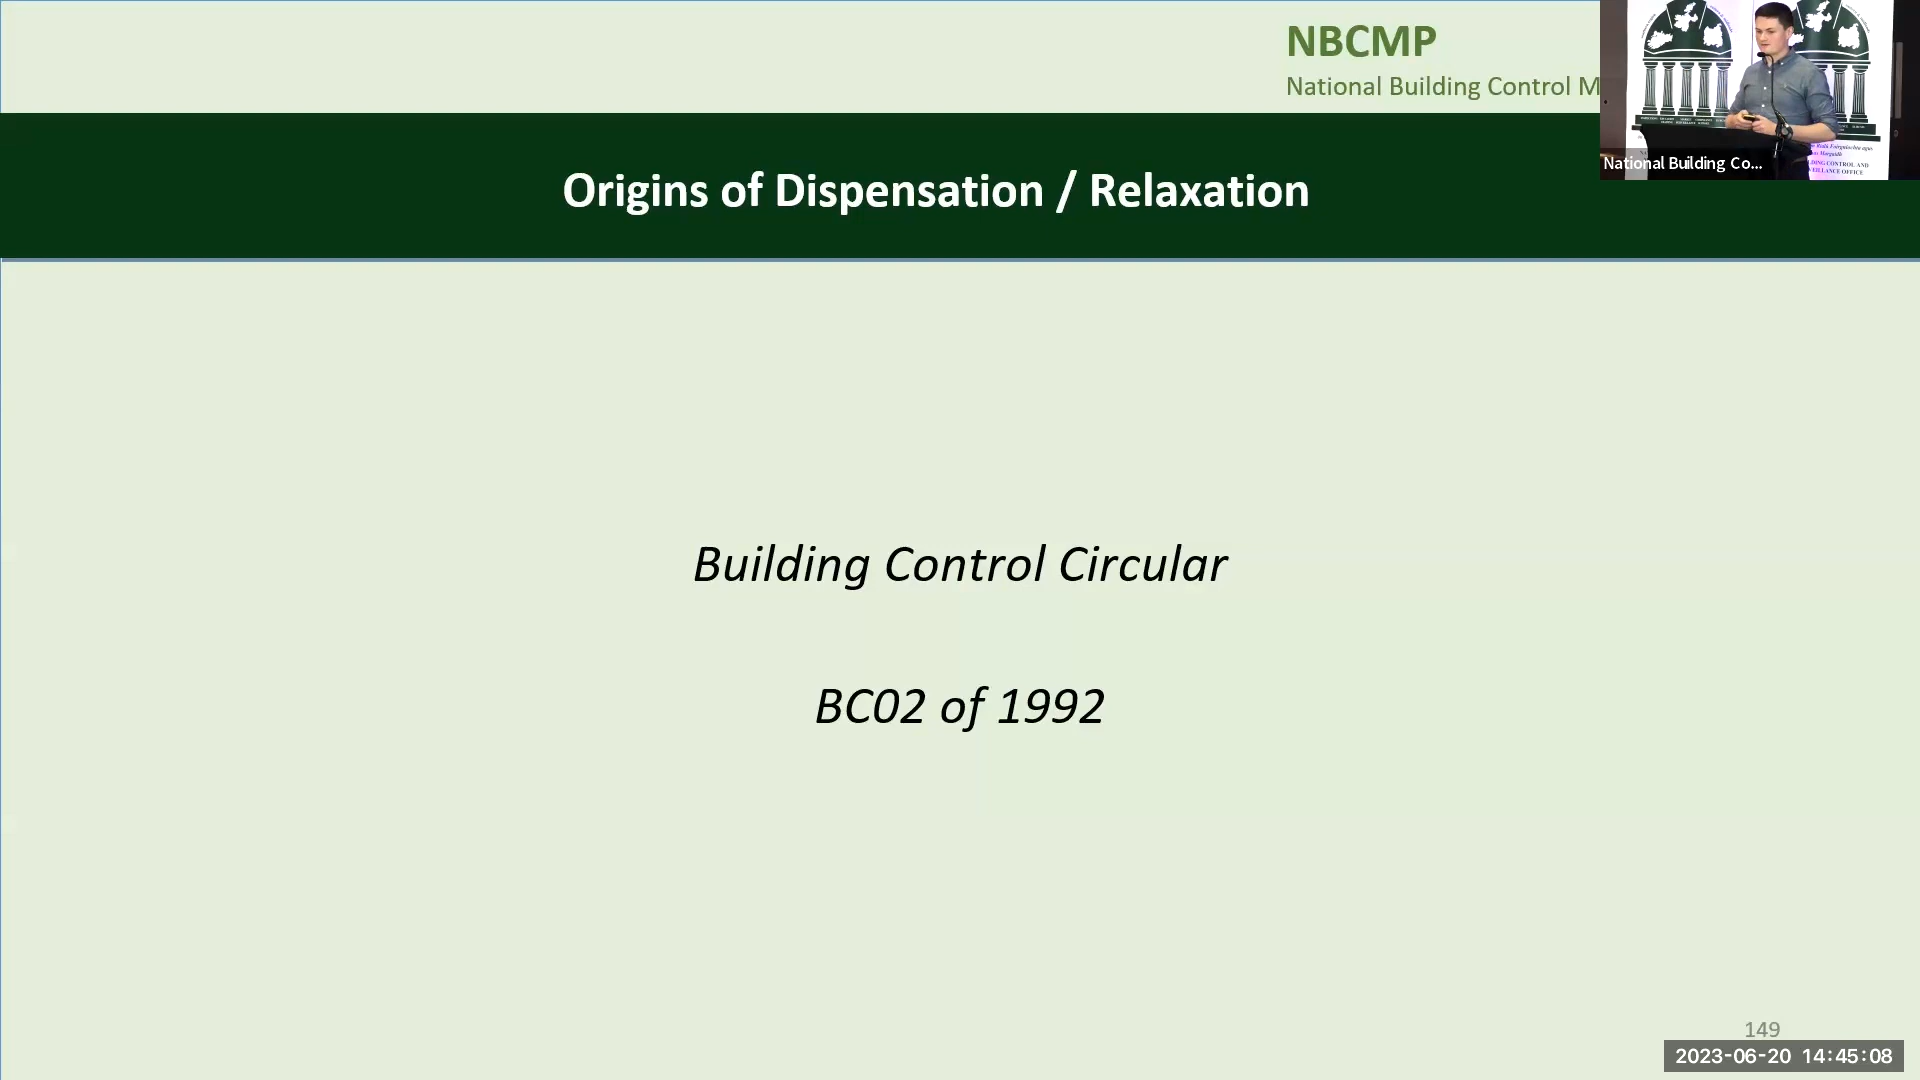 NBCMP
National Building Control M
Origins of Dispensation / Relaxation
National Building Co...
Building Control Circular
BC02 of 1992
149
2023-06-20 14:45:08